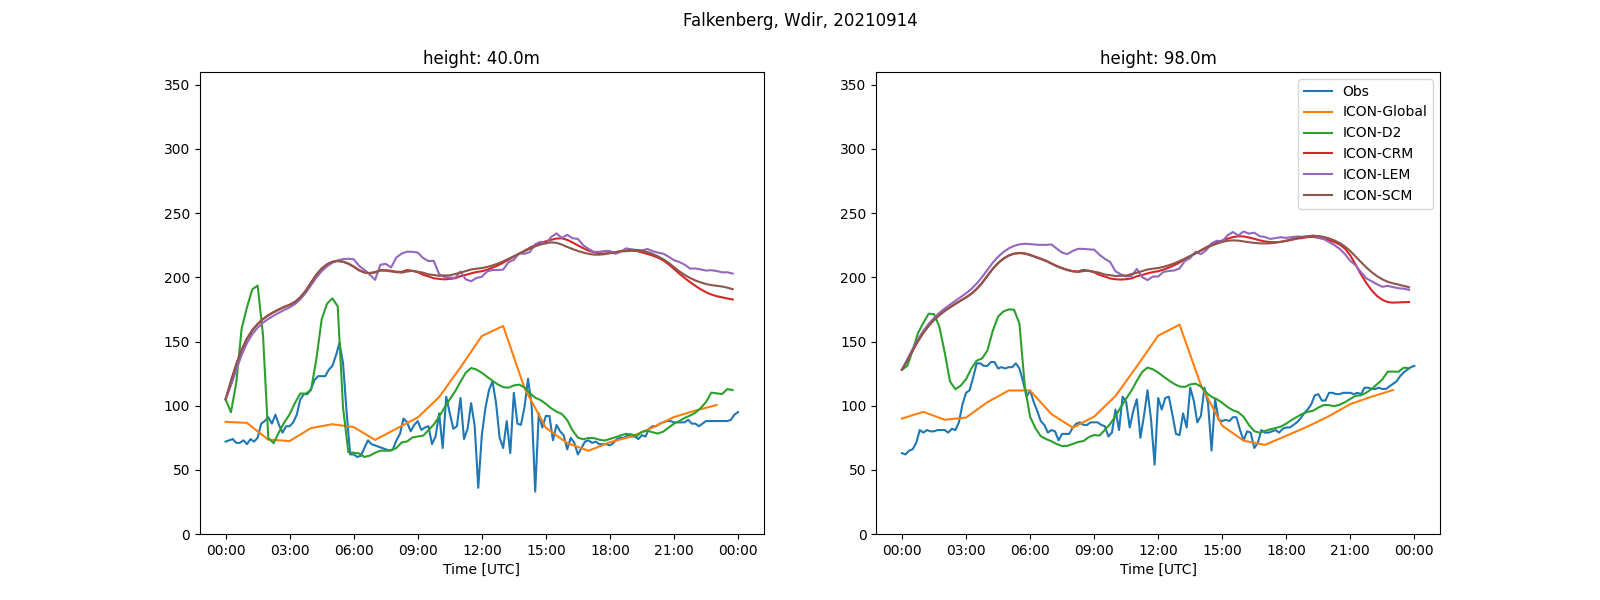 Falkenberg, Wdir, 20210914
height: 40.0m
350
300
250
200
150
100
50
0
00:00 03:00 06:00 09:00 12:00 15:00 18:00 21:00 00:00
Time [UTC]
height: 98.0m
350
300
250
200
150
100
50
0
00:00 03:00 06:00 09:00 12:00 15:00 18:00 21:00 00:00
Time [UTC]
Obs
ICON-Global
ICON-D2
ICON-CRM
ICON-LEM
ICON-SCM